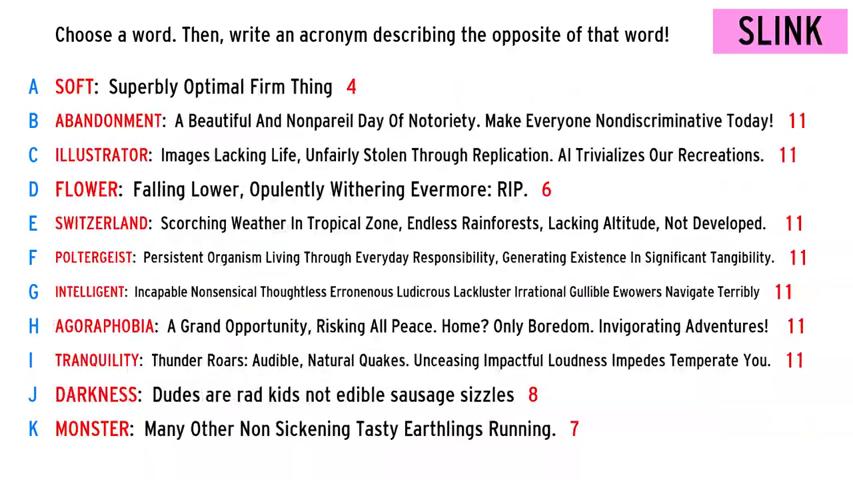 Choose a word. Then, write an acronym describing the opposite of that word!
SLINK
A SOFT: Superbly Optimal Firm Thing 4
B ABANDONMENT: A Beautiful And Nonpareil Day Of Notoriety. Make Everyone Nondiscriminative Today! 11
C ILLUSTRATOR: Images Lacking Life, Unfairly Stolen Through Replication. AI Trivializes Our Recreations. 11
D FLOWER: Falling Lower, Opulently Withering Evermore: RIP. 6
E SWITZERLAND: Scorching Weather In Tropical Zone, Endless Rainforests, Lacking Altitude, Not Developed. 11
F POLTERGEIST: Persistent Organism Living Through Everyday Responsibility, Generating Existence In Significant Tangibility. 11
G INTELLIGENT: Incapable Nonsensical Thoughtless Erronenous Ludicrous Lackluster Irrational Gullible Ewowers Navigate Terribly 11
H AGORAPHOBIA: A Grand Opportunity, Risking All Peace. Home? Only Boredom. Invigorating Adventures! 11
I TRANQUILITY: Thunder Roars: Audible, Natural Quakes. Unceasing Impactful Loudness Impedes Temperate You. 11
J DARKNESS: Dudes are rad kids not edible sausage sizzles 8
K MONSTER: Many Other Non Sickening Tasty Earthlings Running. 7